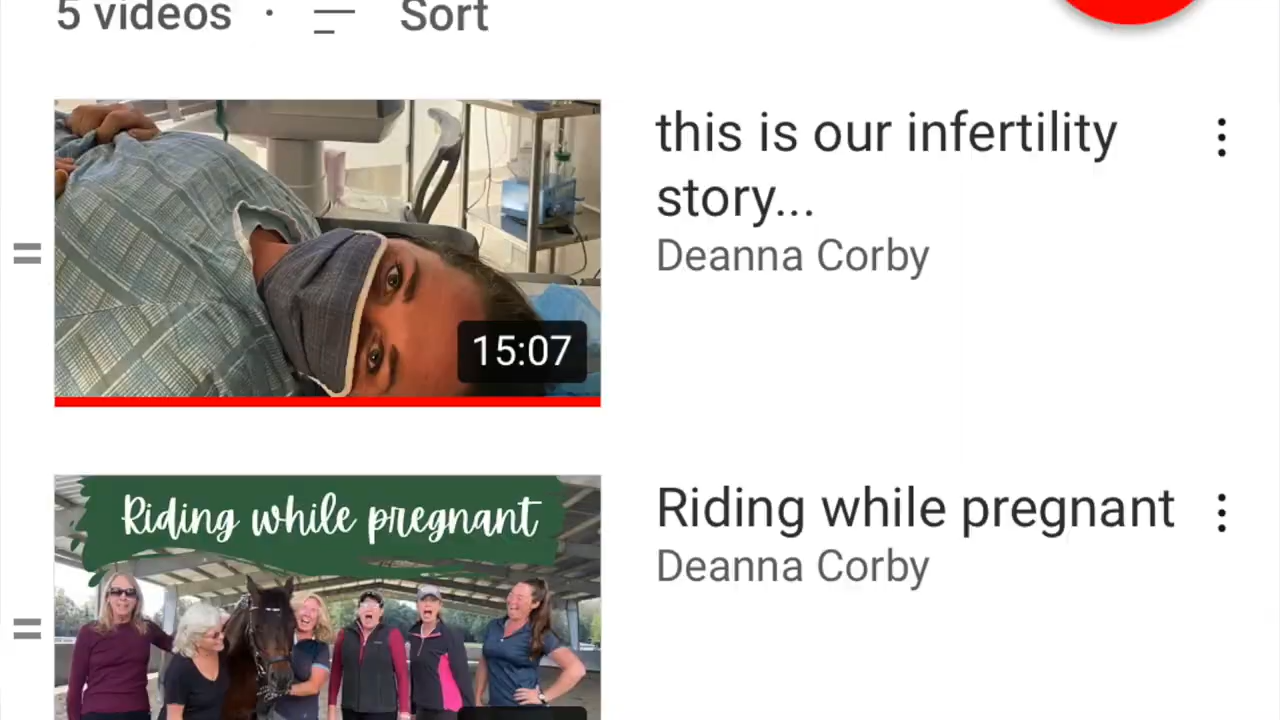 5 videos · Sort
this is our infertility
story...
Deanna Corby
15:07
Riding while pregnant
Riding while pregnant
Deanna Corby